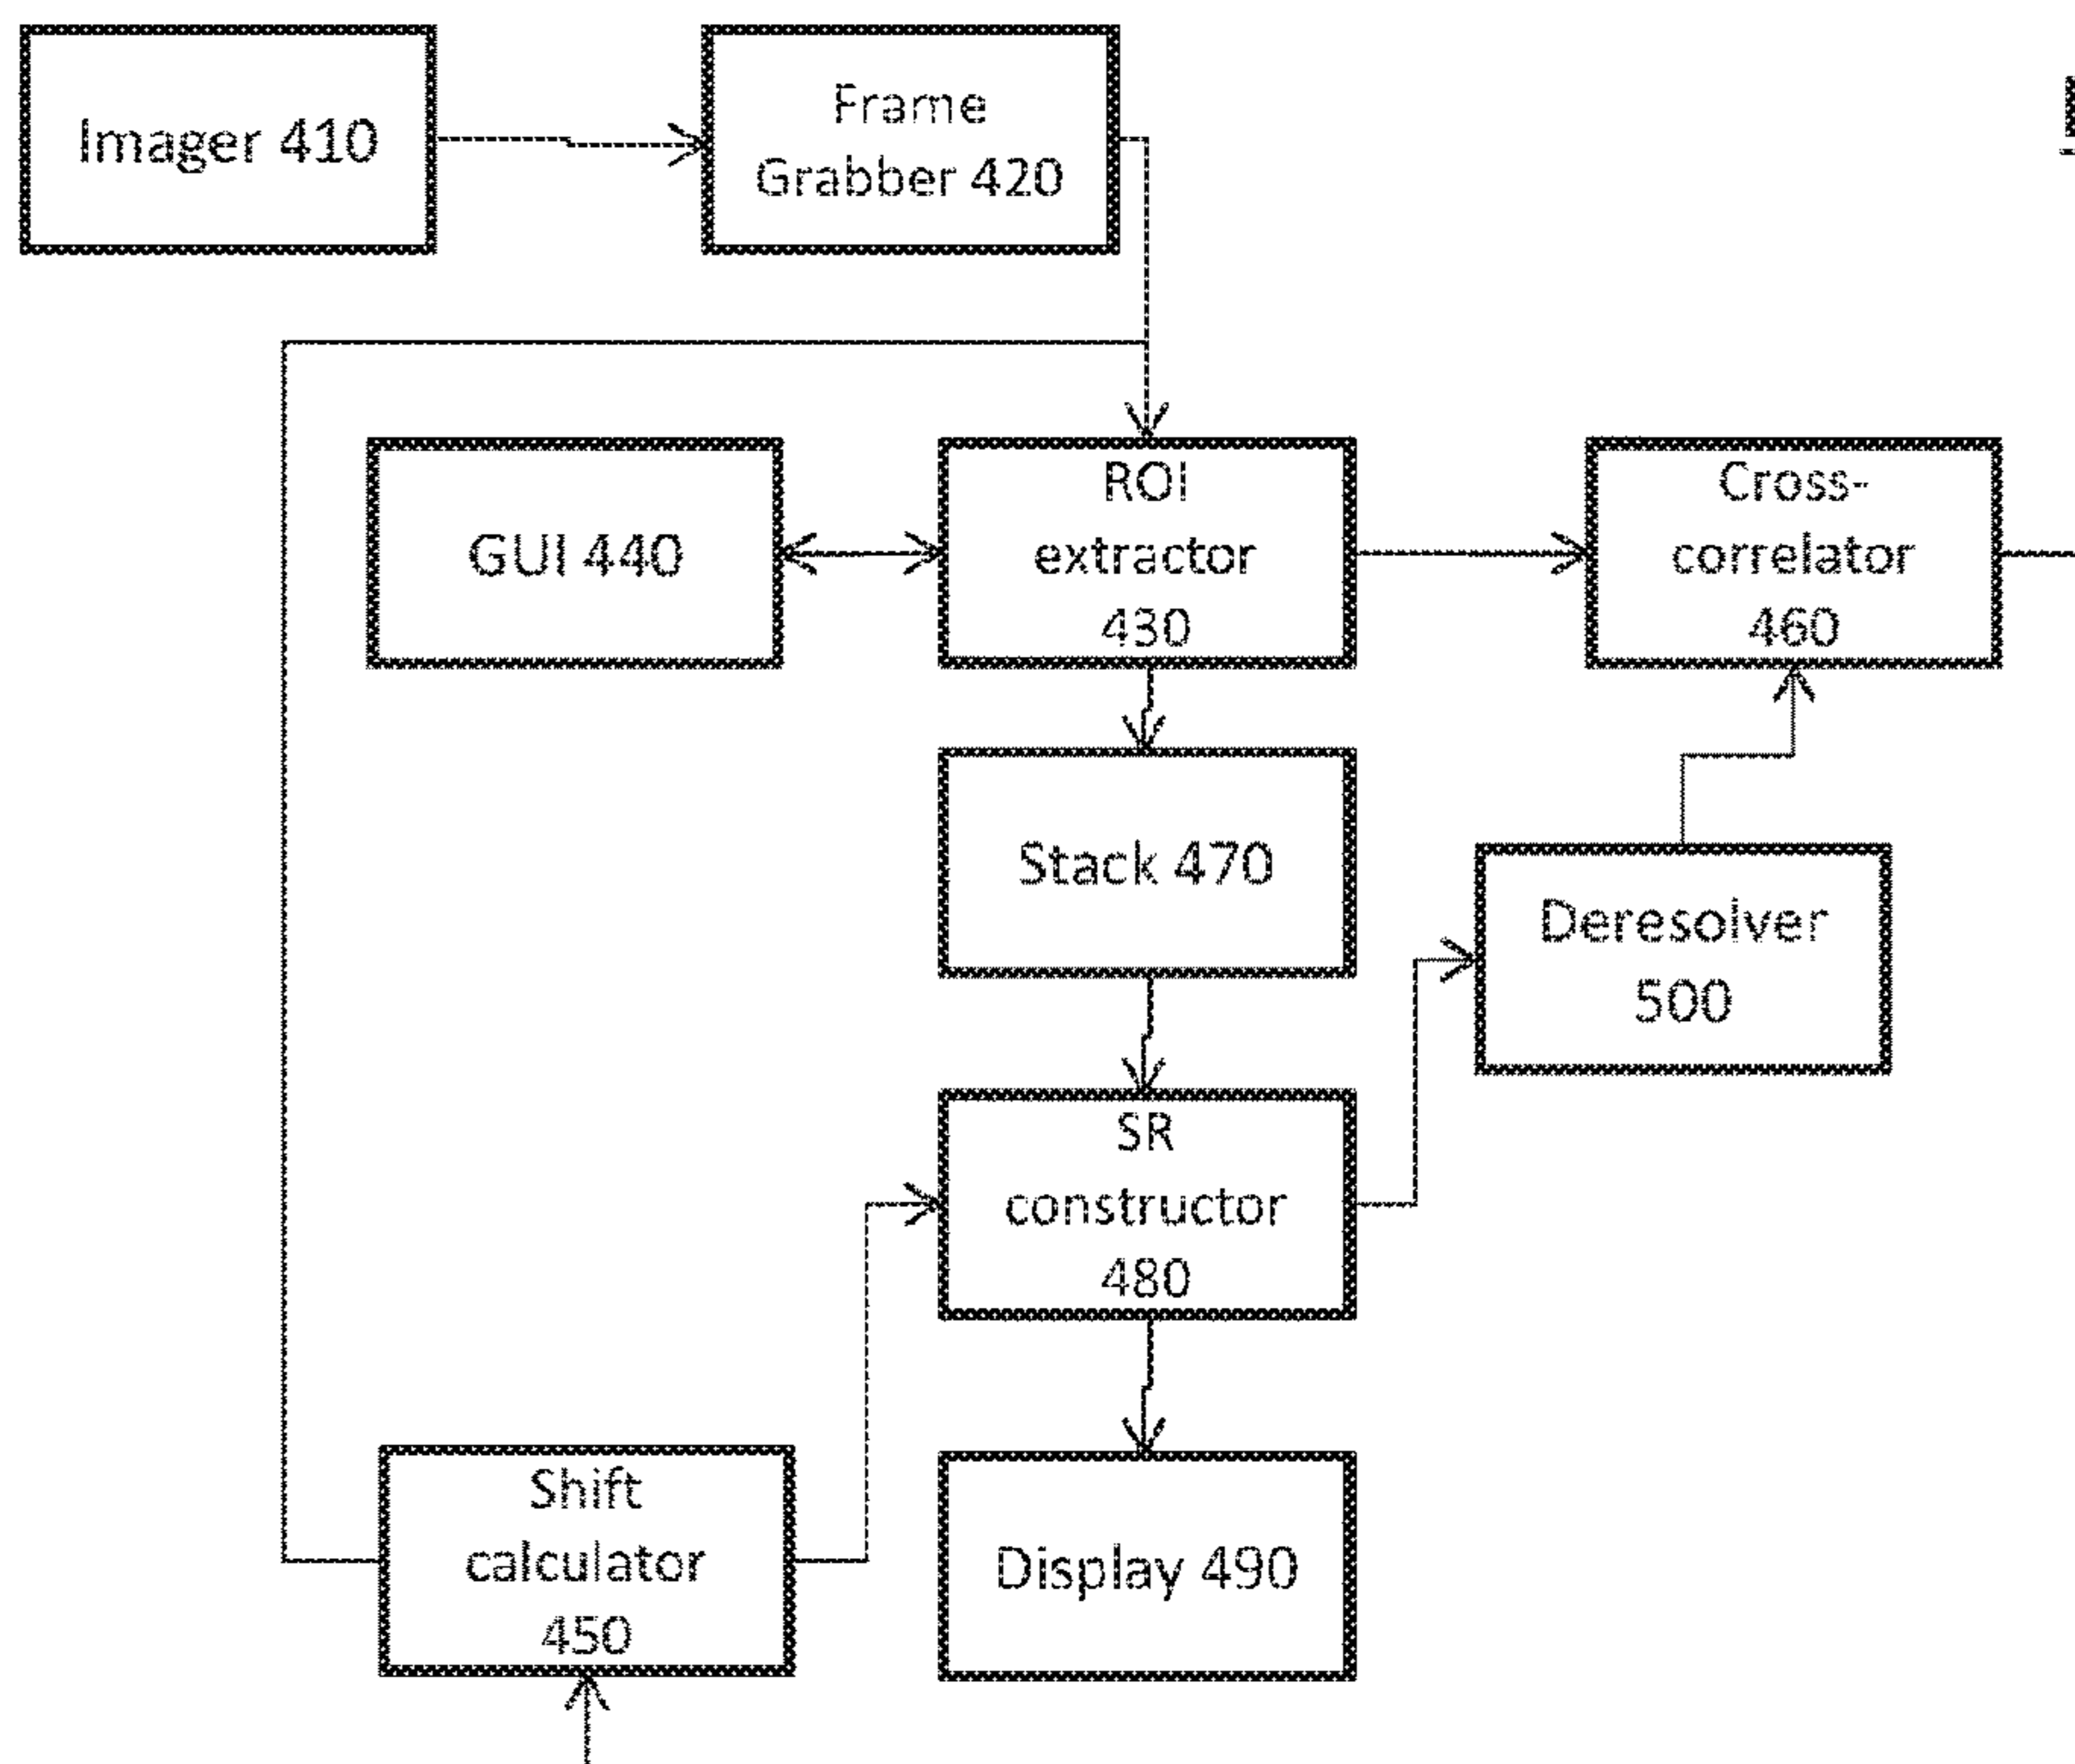 Imager 410
Frame
Grabber 420
GUI 440
ROI
extractor
430
Cross-
correlator
460
Stack 470
Deresolver
500
SR
constructor
480
Shift
calculator
450
Display 490